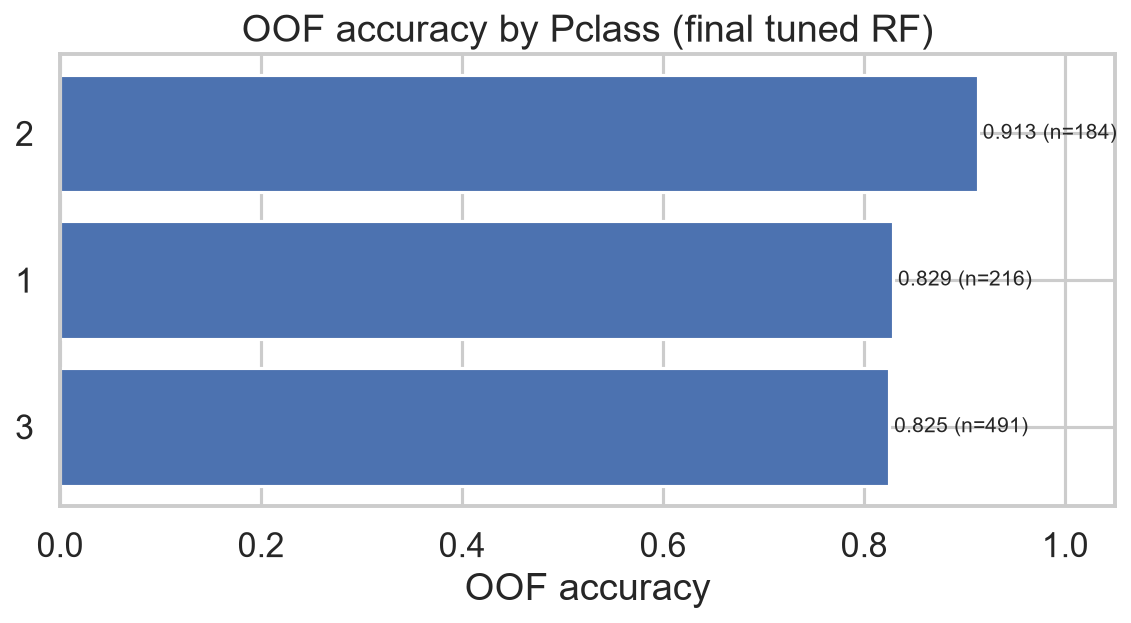 OOF accuracy by Pclass (final tuned RF)
2
0.913 (n=184)
1
0.829 (n=216)
3
0.825 (n=491)
0.0 0.2 0.4 0.6 0.8 1.0
OOF accuracy